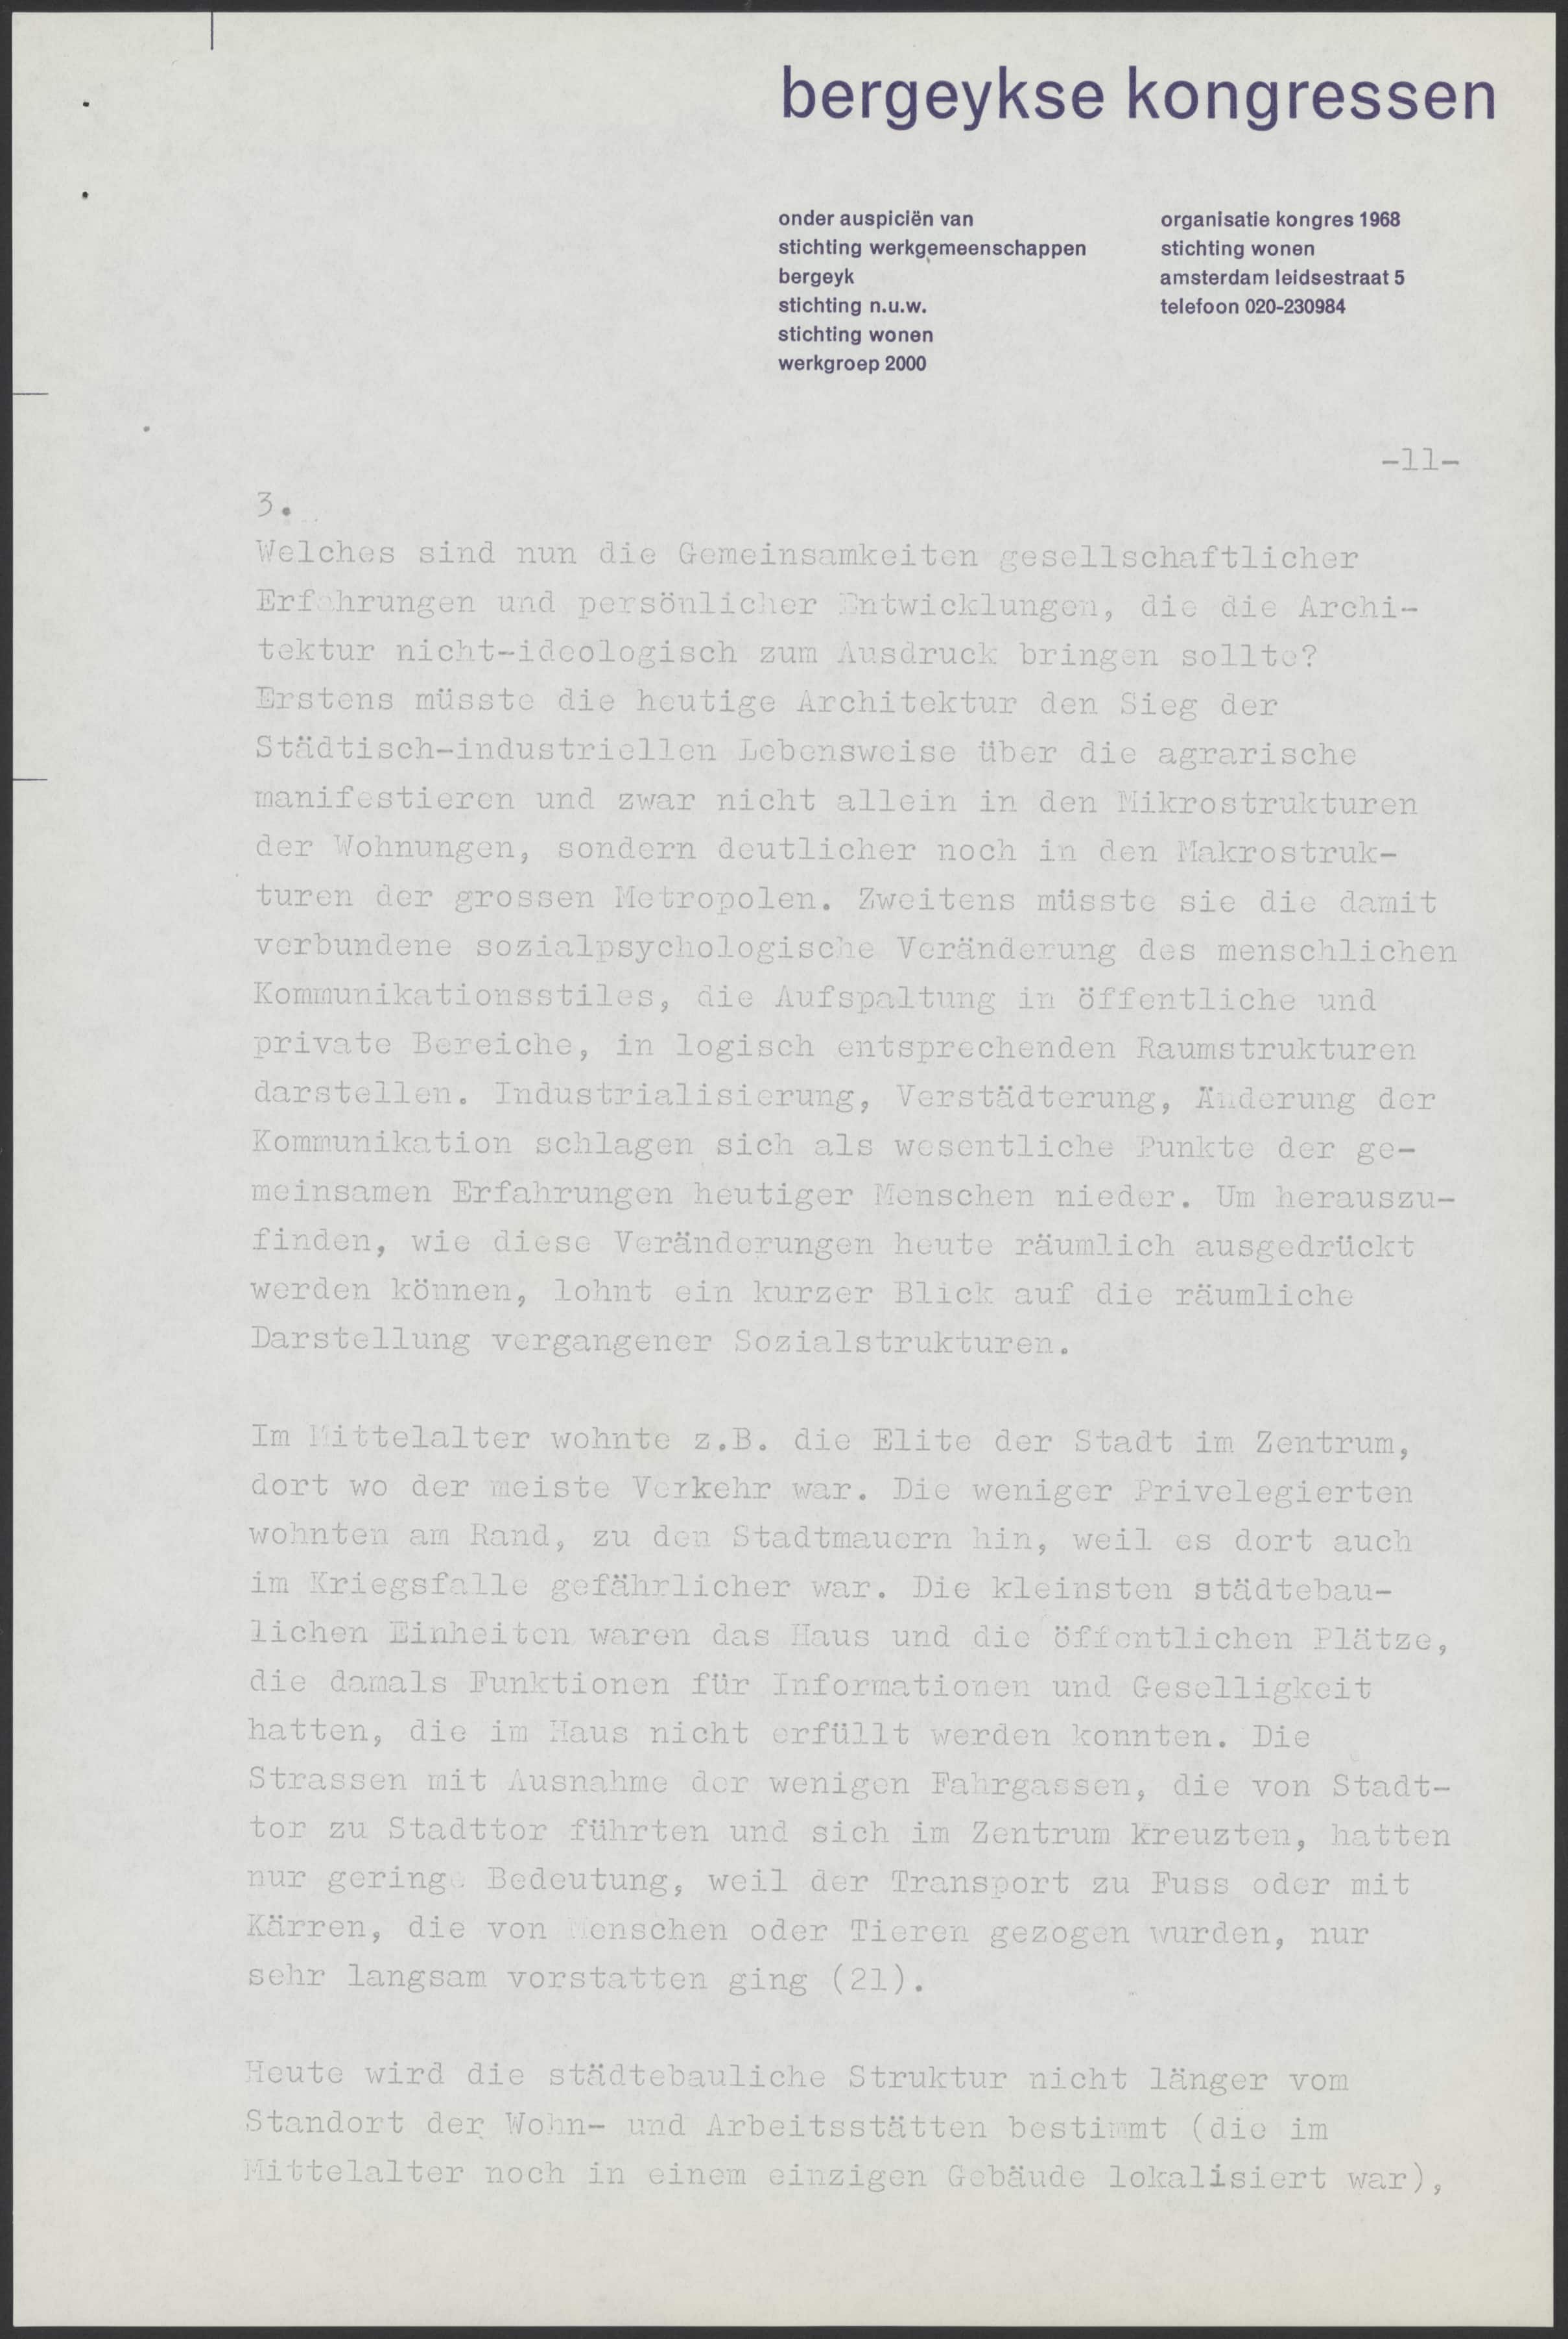 bergeykse kongressen
onder auspiciën van
stichting werkgemeenschappen
bergeyk
stichting n.u.w.
stichting wonen
werkgroep 2000
organisatie kongres 1968
stichting wonen
amsterdam leidsestraat 5
telefoon 020-230984
-11-
3.
Welches sind nun die Gemeinsamkeiten gesellschaftlicher
Erfahrungen und persönlicher Entwicklungen, die die Archi-
tektur nicht-ideologisch zum Ausdruck bringen sollte?
Erstens müsste die heutige Architektur den Sieg der
Städtisch-industriellen Lebensweise über die agrarische
manifestieren und zwar nicht allein in den Mikrostrukturen
der Wohnungen, sondern deutlicher noch in den Makrostruk-
turen der grossen Metropolen. Zweitens müsste sie die damit
verbundene sozialpsychologische Veränderung des menschlichen
Kommunikationsstiles, die Aufspaltung in öffentliche und
private Bereiche, in logisch entsprechenden Raumstrukturen
darstellen. Industrialisierung, Verstädterung, Änderung der
Kommunikation schlagen sich als wesentliche Punkte der ge-
meinsamen Erfahrungen heutiger Menschen nieder. Um herauszu-
finden, wie diese Veränderungen heute räumlich ausgedrückt
werden können, lohnt ein kurzer Blick auf die räumliche
Darstellung vergangener Sozialstrukturen.
Im Mittelalter wohnte z.B. die Elite der Stadt im Zentrum,
dort wo der meiste Verkehr war. Die weniger Privelegierten
wohnten am Rand, zu den Stadtmauern hin, weil es dort auch
im Kriegsfalle gefährlicher war. Die kleinsten städtebau-
lichen Einheiten waren das Haus und die öffentlichen Plätze,
die damals Funktionen für Informationen und Geselligkeit
hatten, die im Haus nicht erfüllt werden konnten. Die
Strassen mit Ausnahme der wenigen Fahrgassen, die von Stadt-
tor zu Stadttor führten und sich im Zentrum kreuzten, hatten
nur geringe Bedeutung, weil der Transport zu Fuss oder mit
Kärren, die von Menschen oder Tieren gezogen wurden, nur
sehr langsam vorstatten ging (21).
Heute wird die städtebauliche Struktur nicht länger vom
Standort der Wohn- und Arbeitsstätten bestimmt (die im
Mittelalter noch in einem einzigen Gebäude lokalisiert war),